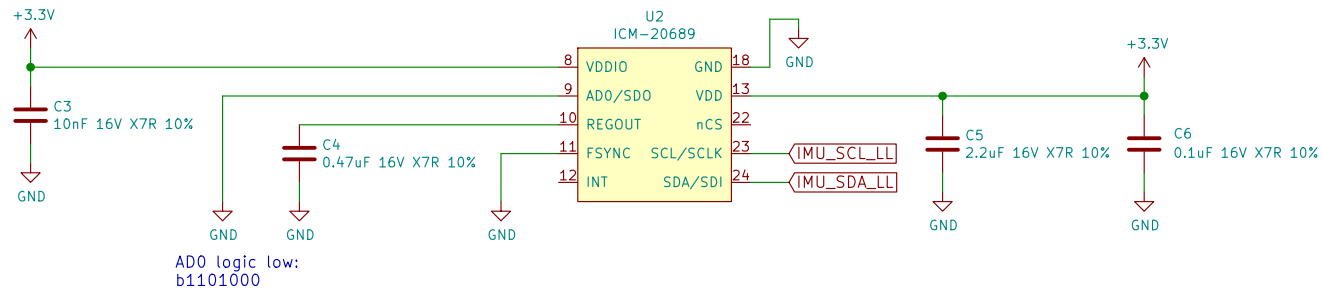 +3.3V
C3
10nF 16V X7R 10%
GND
AD0 logic low:
b1101000
GND
C4
0.47uF 16V X7R 10%
GND
GND
U2
ICM-20689
8 VDDIO
9 AD0/SDO
10 REGOUT
11 FSYNC
12 INT
GND 18
VDD 13
nCS 22
SCL/SCLK 23
SDA/SDI 24
GND
IMU_SCL_LL
IMU_SDA_LL
C5
2.2uF 16V X7R 10%
GND
+3.3V
C6
0.1uF 16V X7R 10%
GND